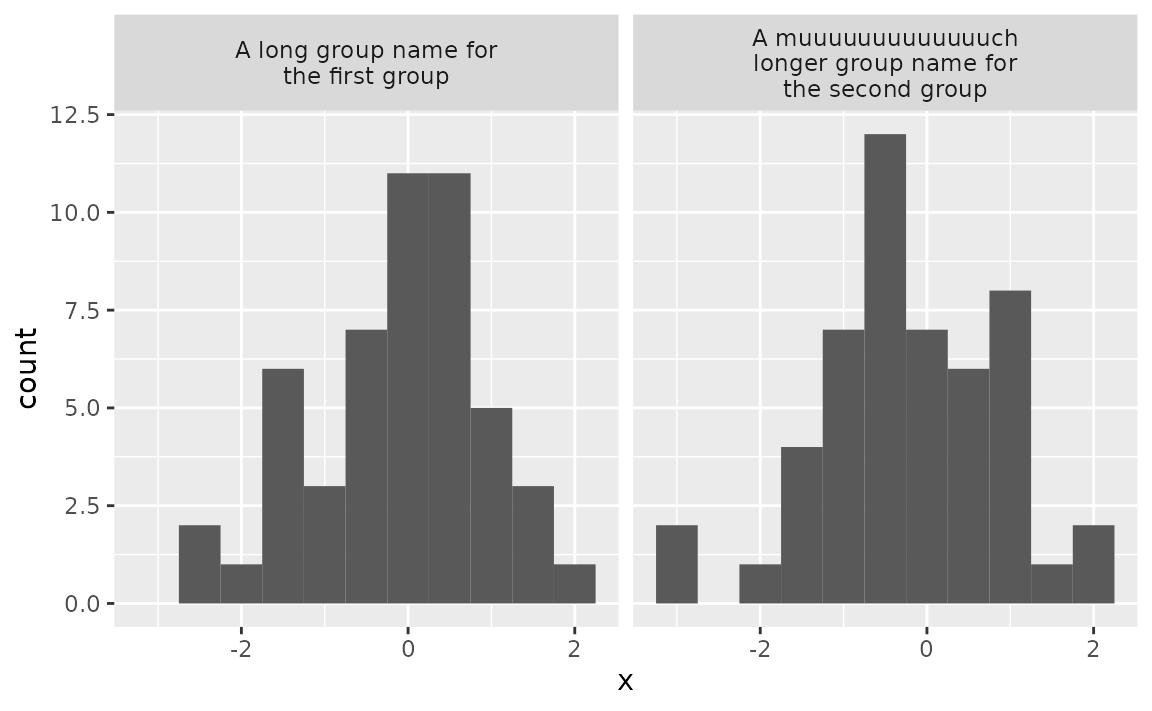 A long group name for
the first group
A muuuuuuuuuuuuuch
longer group name for
the second group
12.5
10.0
7.5
5.0
2.5
0.0
count
-2 0 2
-2 0 2
x